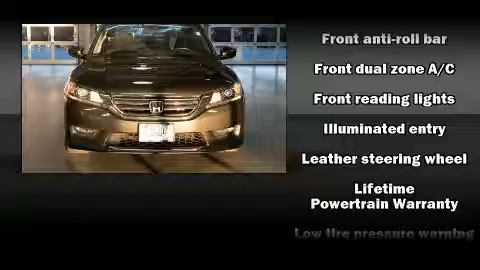 Front anti-roll bar
Front dual zone A/C
Front reading lights
Illuminated entry
Leather steering wheel
Lifetime
Powertrain Warranty
Low tire pressure warning